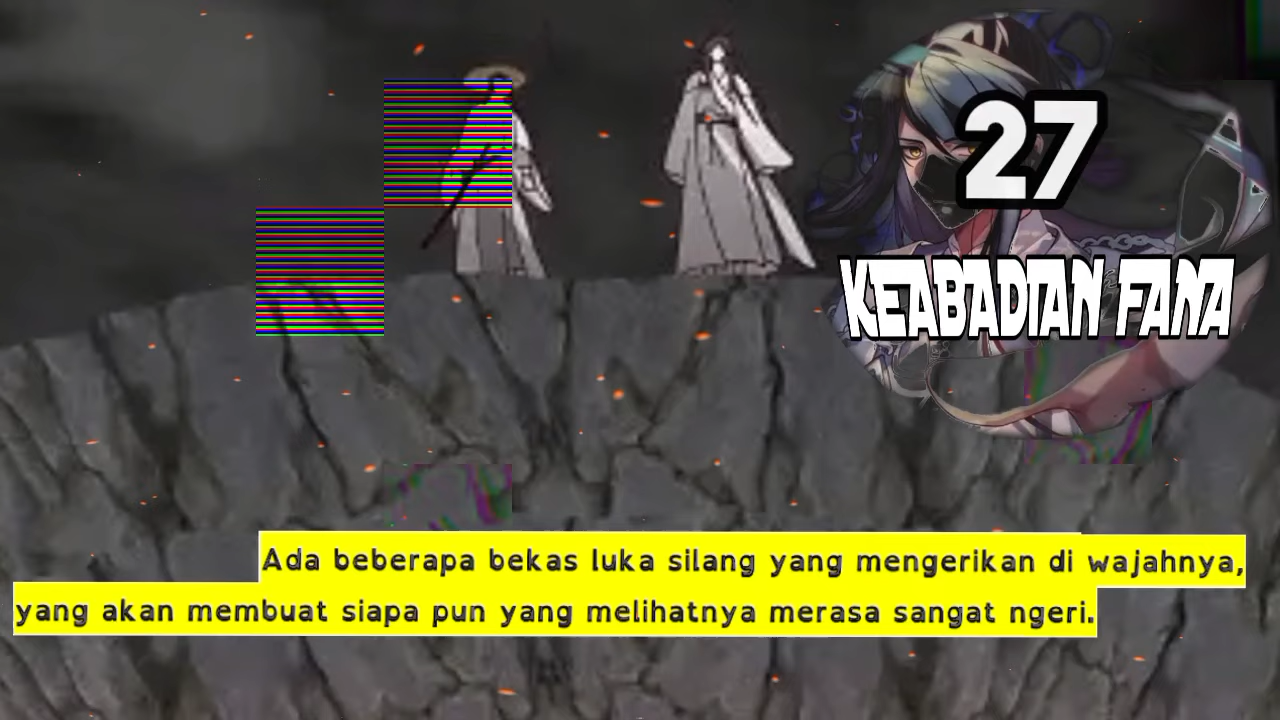 27
KEABADIAN FANA
Ada beberapa bekas luka silang yang mengerikan di wajahnya,
yang akan membuat siapa pun yang melihatnya merasa sangat ngeri.